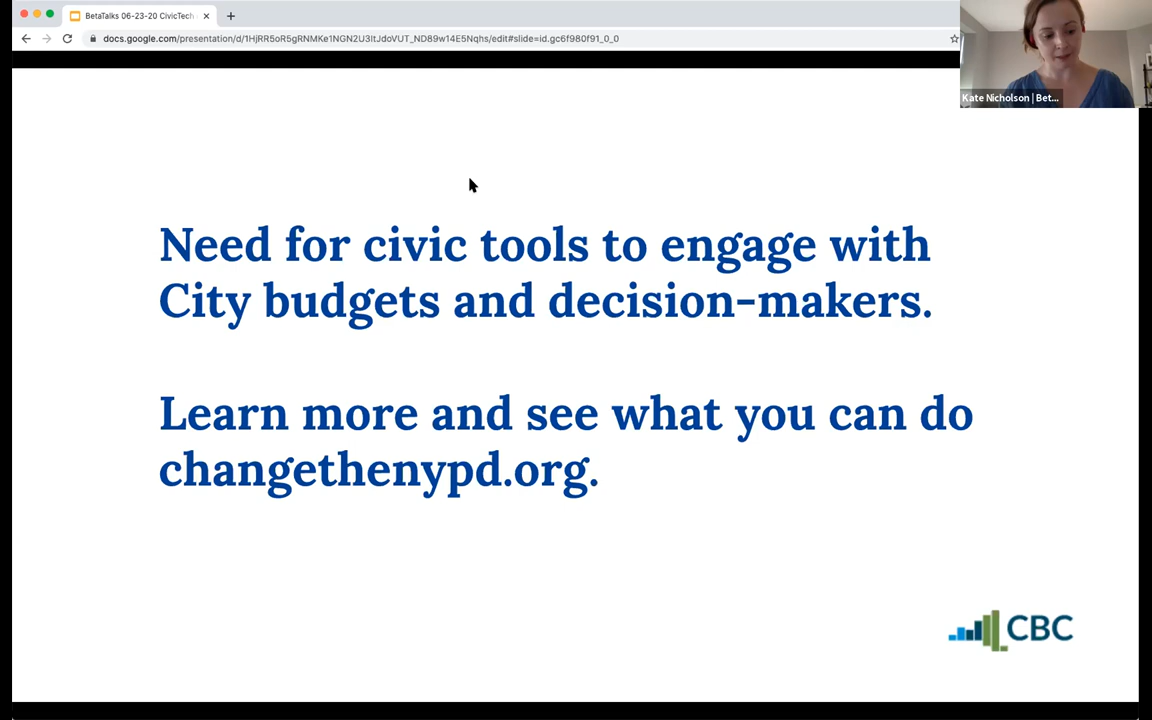 BetaTalks 06-23-20 CivicTech
docs.google.com/presentation/d/1HjRR5oR5gRNMKe1NGN2U3ltJdoVUT_ND89w14E5Nqhs/edit#slide=id.gc6f980f91_0_0
Kate Nicholson | Bet...
Need for civic tools to engage with
City budgets and decision-makers.
Learn more and see what you can do
changethenypd.org.
CBC